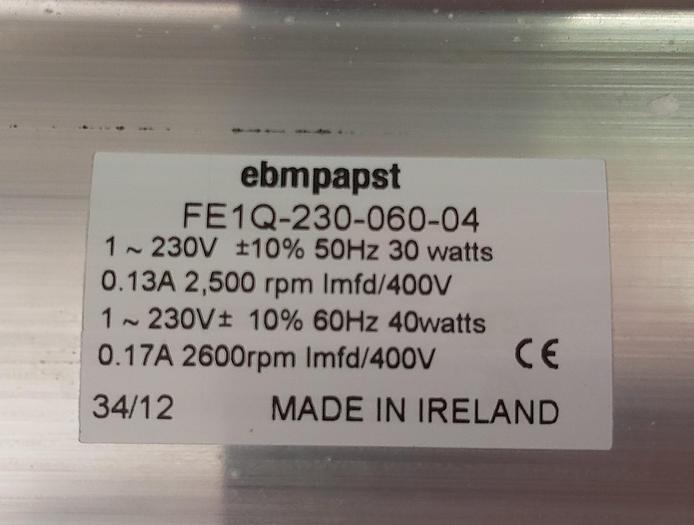 ebmpapst
FE1Q-230-060-04
1 ~ 230V ±10% 50Hz 30 watts
0.13A 2,500 rpm lmfd/400V
1 ~ 230V± 10% 60Hz 40watts
0.17A 2600rpm lmfd/400V CE
34/12 MADE IN IRELAND